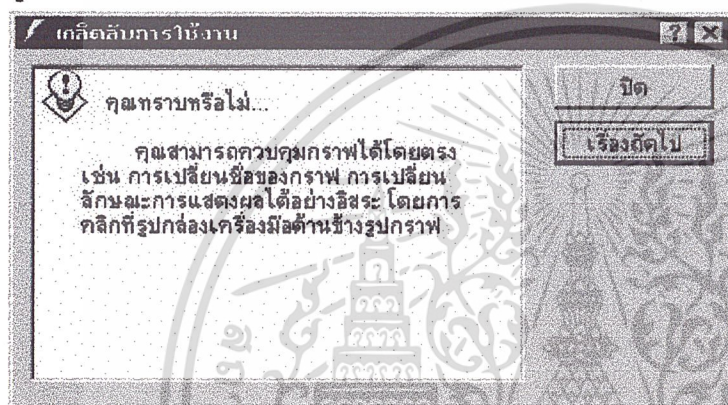 เกล็ดลับการใช้งาน
คุณทราบหรือไม่...
ปิด
เรื่องถัดไป
คุณสามารถควบคุมกราฟได้โดยตรง
เช่น การเปลี่ยนชื่อของกราฟ การเปลี่ยน
ลักษณะการแสดงผลได้อย่างอิสระ โดยการ
คลิกที่รูปกล่องเครื่องมือด้านข้างรูปกราฟ